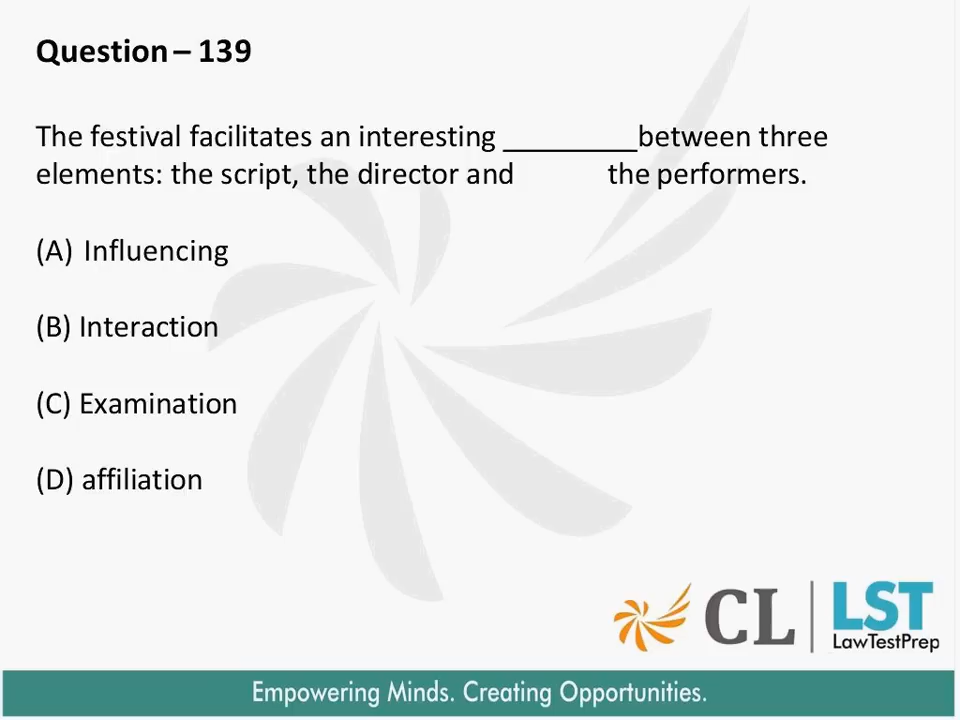 Question – 139
The festival facilitates an interesting _________between three
elements: the script, the director and the performers.
(A) Influencing
(B) Interaction
(C) Examination
(D) affiliation
CL LST
LawTestPrep
Empowering Minds. Creating Opportunities.